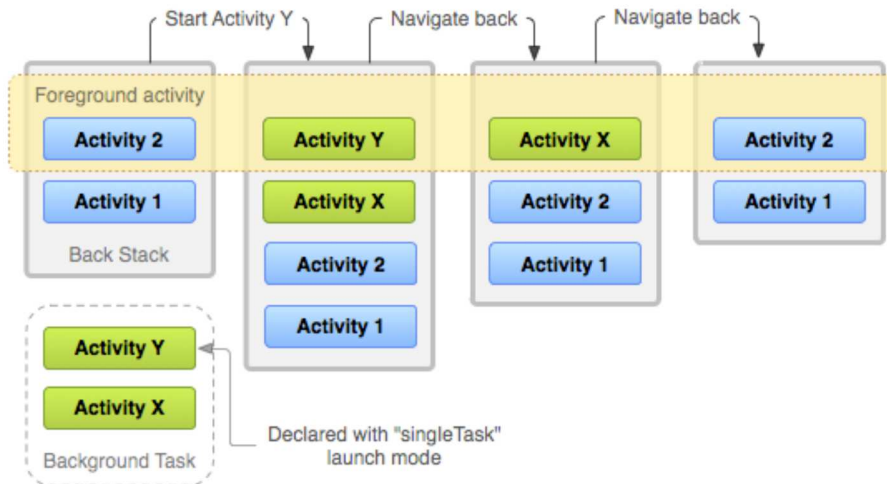 Start Activity Y
Navigate back
Navigate back
Foreground activity
Activity 2
Activity Y
Activity X
Activity 2
Activity 1
Activity X
Activity 2
Activity 1
Back Stack
Activity 2
Activity 1
Activity 1
Activity Y
Activity X
Background Task
Declared with "singleTask"
launch mode